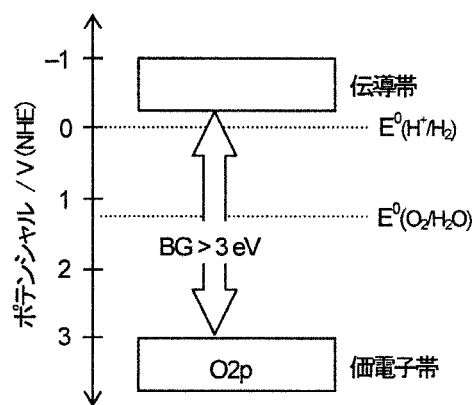 ポテンシャル / V (NHE)
–1
0
1
2
3
伝導帯
E⁰(H⁺/H₂)
E⁰(O₂/H₂O)
BG > 3 eV
O2p
価電子帯